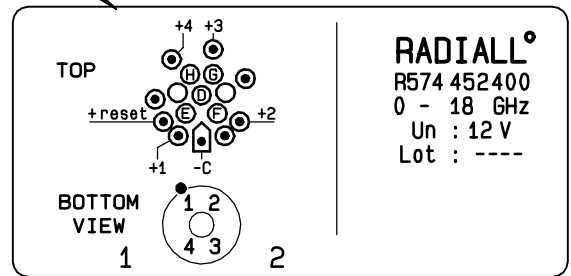 +4 +3
TOP
H G
D
+reset E F +2
+1 -C
BOTTOM
VIEW
1 2
4 3
1 2
RADIALL°
R574 452400
0 - 18 GHz
Un : 12 V
Lot : ----